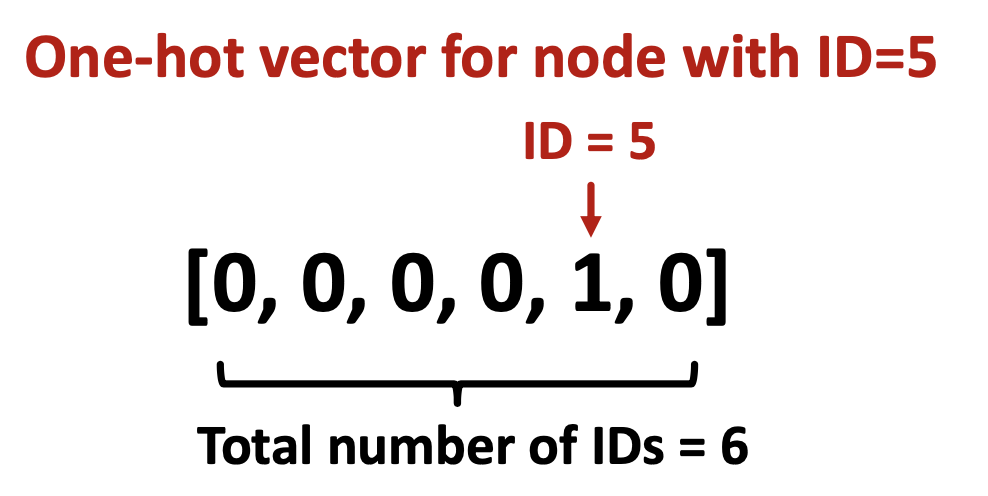 One-hot vector for node with ID=5
ID = 5
[0, 0, 0, 0, 1, 0]
Total number of IDs = 6